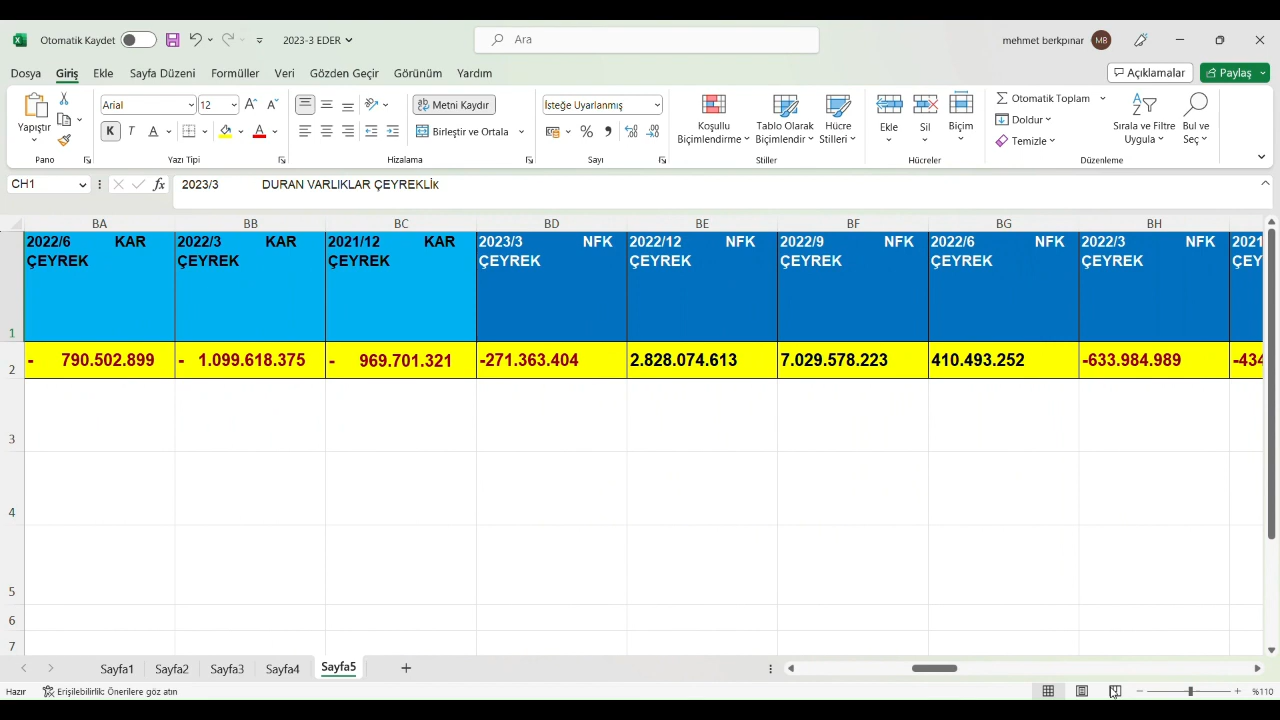 Otomatik Kaydet 2023-3 EDER Ara mehmet berkpınar MB
Dosya Giriş Ekle Sayfa Düzeni Formüller Veri Gözden Geçir Görünüm Yardım Açıklamalar Paylaş
Yapıştır Arial 12 Metni Kaydır İsteğe Uyarlanmış Koşullu Biçimlendirme Tablo Olarak Biçimlendir Hücre Stilleri Ekle Sil Biçim Otomatik Toplam Sırala ve Filtre Uygula Bul ve Seç
K T A A Birleştir ve Ortala % Doldur
Temizle
Pano Yazı Tipi Hizalama Sayı Stiller Hücreler Düzenleme
CH1 fx 2023/3 DURAN VARLIKLAR ÇEYREKLİK
BA BB BC BD BE BF BG BH
2022/6 KAR 2022/3 KAR 2021/12 KAR 2023/3 NFK 2022/12 NFK 2022/9 NFK 2022/6 NFK 2022/3 NFK 2021
ÇEYREK ÇEYREK ÇEYREK ÇEYREK ÇEYREK ÇEYREK ÇEYREK ÇEYREK ÇEY
1
2 - 790.502.899 - 1.099.618.375 - 969.701.321 -271.363.404 2.828.074.613 7.029.578.223 410.493.252 -633.984.989 -434
3
4
5
6
7
Sayfa1 Sayfa2 Sayfa3 Sayfa4 Sayfa5
Hazır Erişilebilirlik: Önerilere göz atın %110